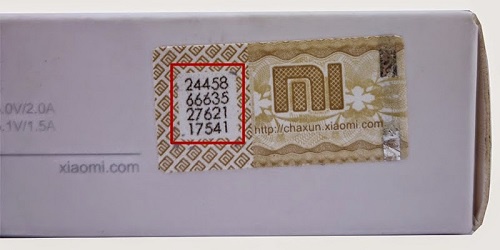 .0V/2.0A
.1V/1.5A
xiaomi.com
24458
66635
27621
17541
mi
http://chaxun.xiaomi.com